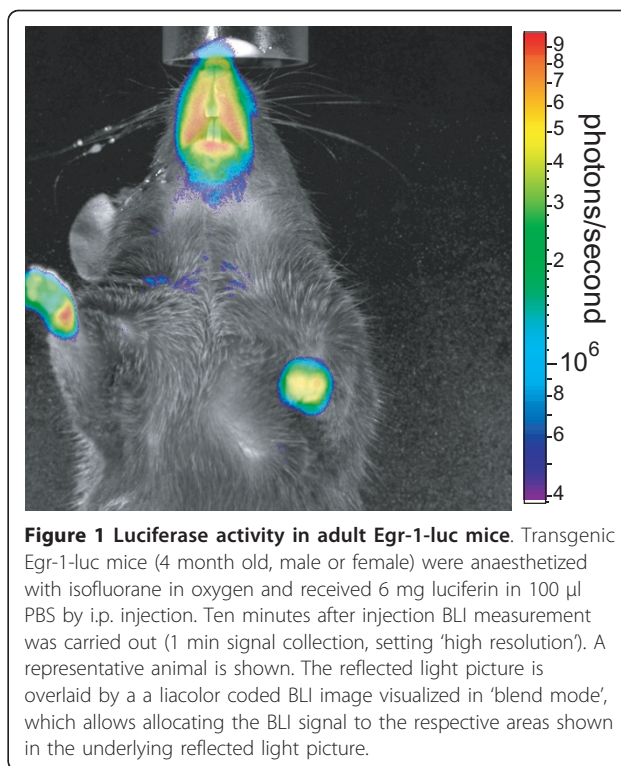 9
8
7
6
5
4
3
2
10⁶
8
6
4
photons/second
Figure 1 Luciferase activity in adult Egr-1-luc mice. Transgenic
Egr-1-luc mice (4 month old, male or female) were anaesthetized
with isofluorane in oxygen and received 6 mg luciferin in 100 μl
PBS by i.p. injection. Ten minutes after injection BLI measurement
was carried out (1 min signal collection, setting ‘high resolution’). A
representative animal is shown. The reflected light picture is
overlaid by a a liacolor coded BLI image visualized in ‘blend mode’,
which allows allocating the BLI signal to the respective areas shown
in the underlying reflected light picture.